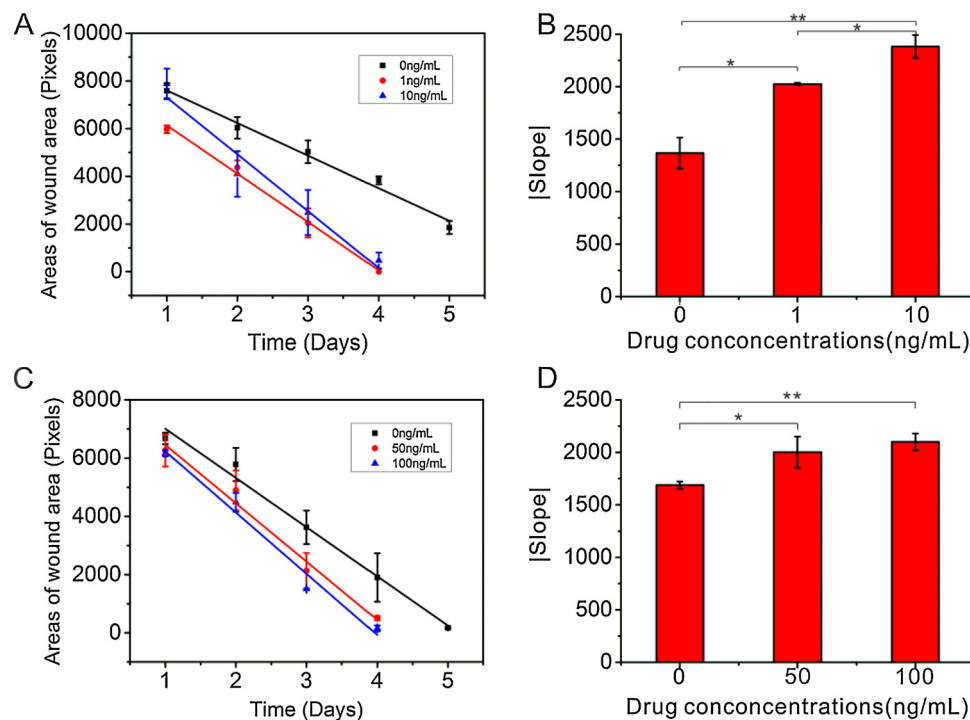 A
Areas of wound area (Pixels)
10000
8000
6000
4000
2000
0
0ng/mL
1ng/mL
10ng/mL
1 2 3 4 5
Time (Days)
B
|Slope|
2500
2000
1500
1000
500
0
**
*
*
0 1 10
Drug conconcentrations(ng/mL)
C
Areas of wound area (Pixels)
8000
6000
4000
2000
0
0ng/mL
50ng/mL
100ng/mL
1 2 3 4 5
Time (Days)
D
|Slope|
2500
2000
1500
1000
500
0
**
*
0 50 100
Drug conconcentrations(ng/mL)